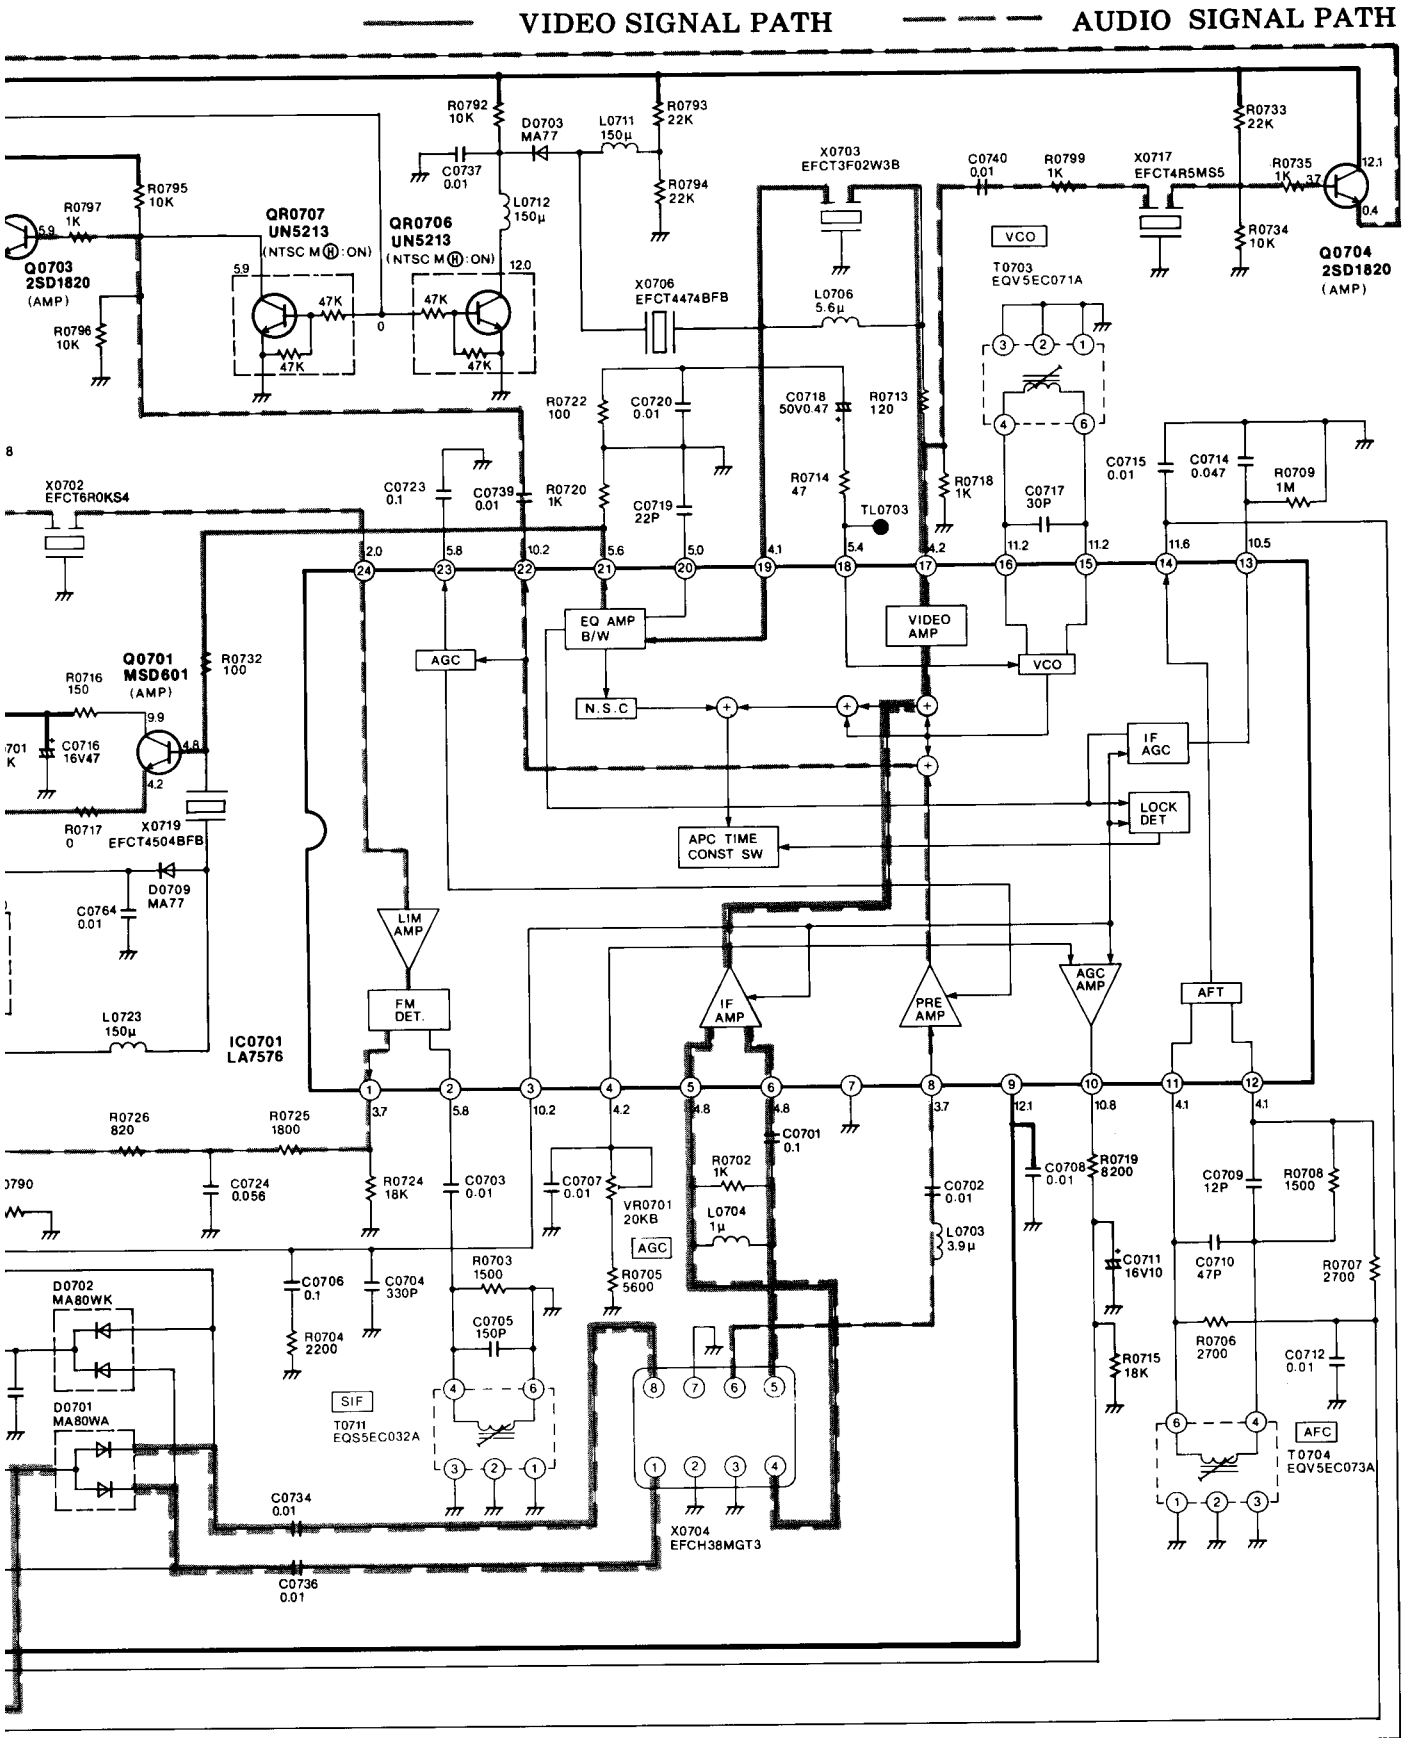 VIDEO SIGNAL PATH
AUDIO SIGNAL PATH
R0792
10K
D0703
MA77
L0711
150μ
R0793
22K
R0733
22K
C0737
0.01
X0703
EFCT3F02W3B
C0740
0.01
R0799
1K
X0717
EFCT4R5MS5
R0735
1K
3.7
12.1
0.4
R0795
10K
R0797
1K
5.9
Q0703
2SD1820
(AMP)
QR0707
UN5213
(NTSC M Ⓗ:ON)
5.9
QR0706
UN5213
(NTSC M Ⓗ:ON)
12.0
L0712
150μ
R0794
22K
VCO
R0734
10K
Q0704
2SD1820
(AMP)
T0703
EQV5EC071A
X0706
EFCT4474BFB
L0706
5.6μ
47K
47K
0
47K
47K
R0796
10K
3
2
1
4
6
R0722
100
C0720
0.01
C0718
50V0.47
+
R0713
120
8
X0702
EFCT6R0KS4
C0723
0.1
C0739
0.01
R0720
1K
C0719
22P
R0714
47
TL0703
R0718
1K
C0717
30P
C0715
0.01
C0714
0.047
R0709
1M
2.0
5.8
10.2
5.6
5.0
4.1
5.4
4.2
11.2
11.2
11.6
10.5
24
23
22
21
20
19
18
17
16
15
14
13
EQ AMP
B/W
VIDEO
AMP
AGC
VCO
N.S.C
+
+
+
+
IF
AGC
LOCK
DET
APC TIME
CONST SW
Q0701
MSD601
(AMP)
R0732
100
R0716
150
9.9
4.8
4.2
701
K
+
C0716
16V47
R0717
0
X0719
EFCT4504BFB
D0709
MA77
C0764
0.01
L0723
150μ
IC0701
LA7576
LIM
AMP
FM
DET.
IF
AMP
PRE
AMP
AGC
AMP
AFT
1
2
3
4
5
6
7
8
9
10
11
12
3.7
5.8
10.2
4.2
4.8
4.8
3.7
12.1
10.8
4.1
4.1
R0726
820
R0725
1800
C0724
0.056
R0724
18K
C0703
0.01
C0707
0.01
VR0701
20KB
R0702
1K
C0701
0.1
L0704
1μ
C0702
0.01
L0703
3.9μ
C0708
0.01
R0719
8200
C0709
12P
R0708
1500
0790
AGC
R0705
5600
C0706
0.1
C0704
330P
R0703
1500
R0704
2200
C0705
150P
+
C0711
16V10
C0710
47P
R0707
2700
R0706
2700
C0712
0.01
R0715
18K
D0702
MA80WK
D0701
MA80WA
SIF
T0711
EQS5EC032A
4
6
3
2
1
8
7
6
5
1
2
3
4
X0704
EFCH38MGT3
6
4
1
2
3
AFC
T0704
EQV5EC073A
C0734
0.01
C0736
0.01